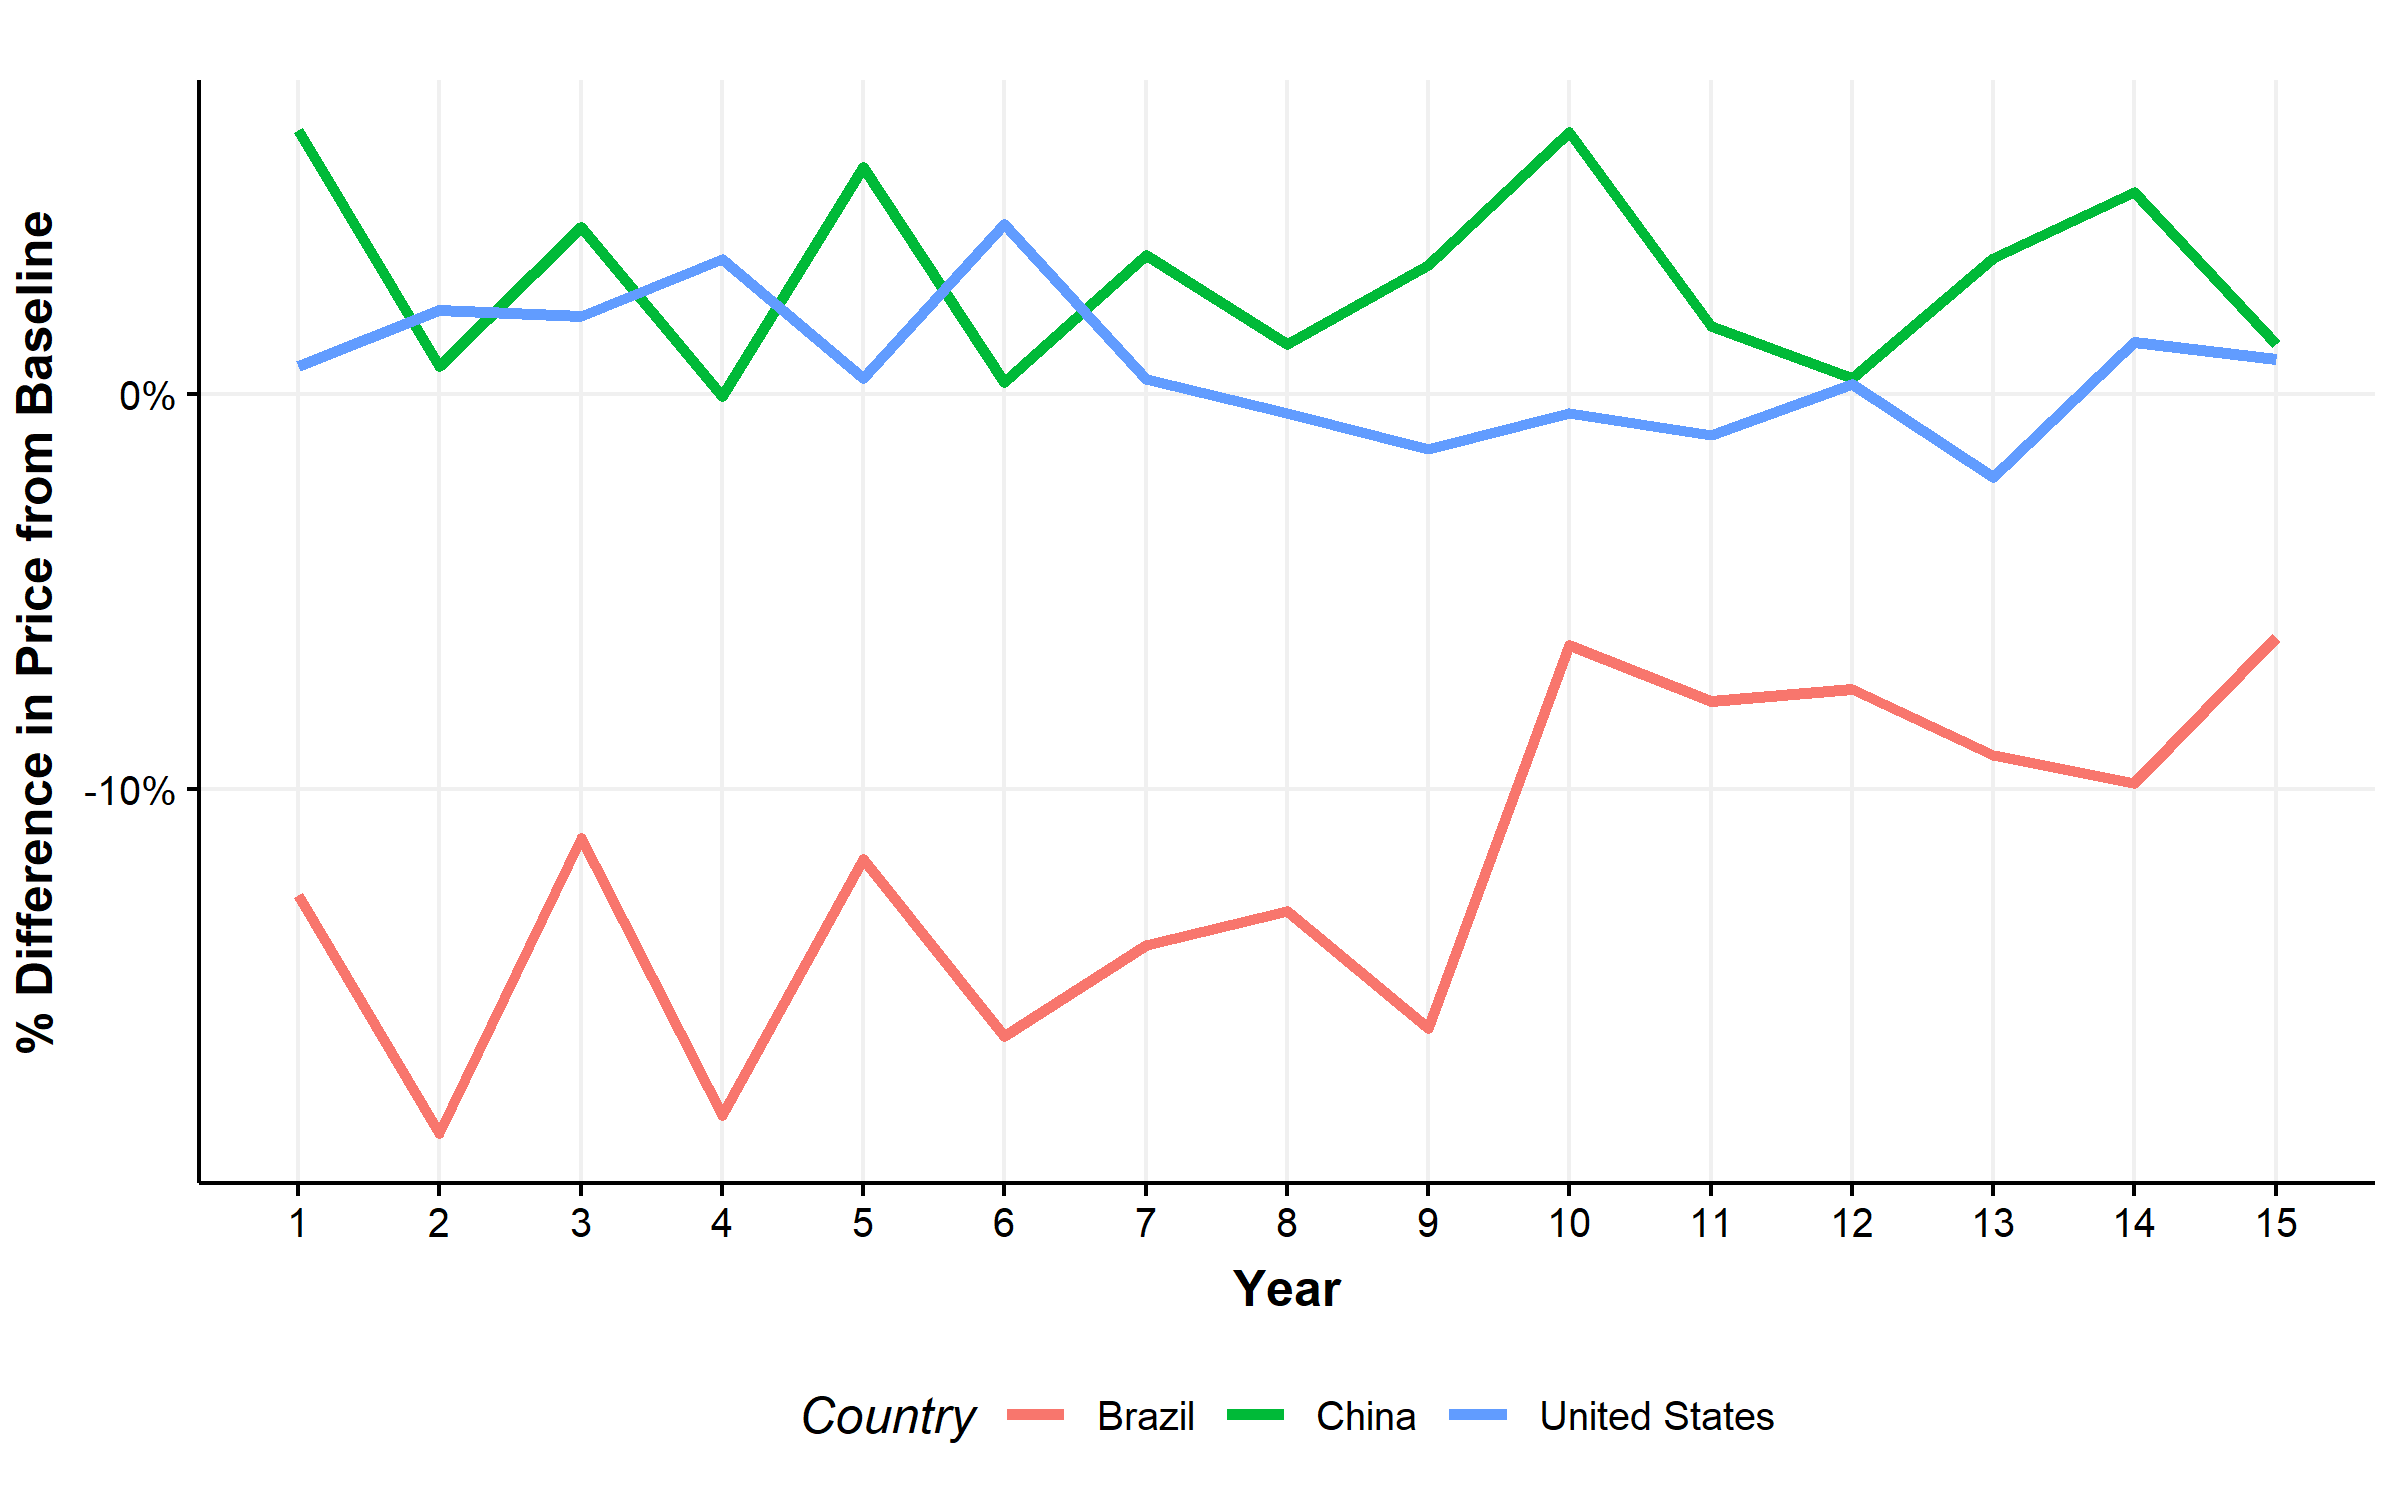 % Difference in Price from Baseline
0%
-10%
1 2 3 4 5 6 7 8 9 10 11 12 13 14 15
Year
Country Brazil China United States